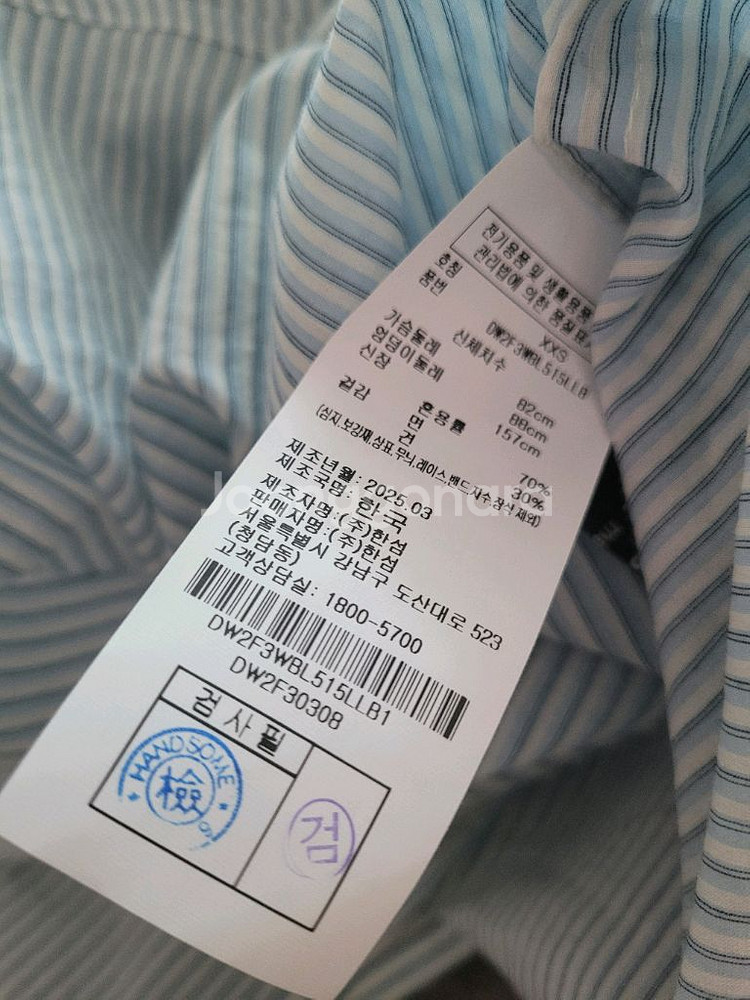 전기용품 및 생활용품
관리법에 의한 품질
호칭 XXS
품번 DW2F3WBL515LLB
신체치수
가슴둘레 82cm
엉덩이둘레 88cm
신장 157cm
겉감 혼용률
면 70%
견 30%
(심지,보강재,상표,무늬,레이스,밴드,자수,장식 제외)
제조년월: 2025.03
제조국명: 한국
제조자명:(주)한섬
판매자명:(주)한섬
서울특별시 강남구 도산대로 523
(청담동)
고객상담실: 1800-5700
DW2F3WBL515LLB1
DW2F30308
검사필
HANDSOME
檢
검